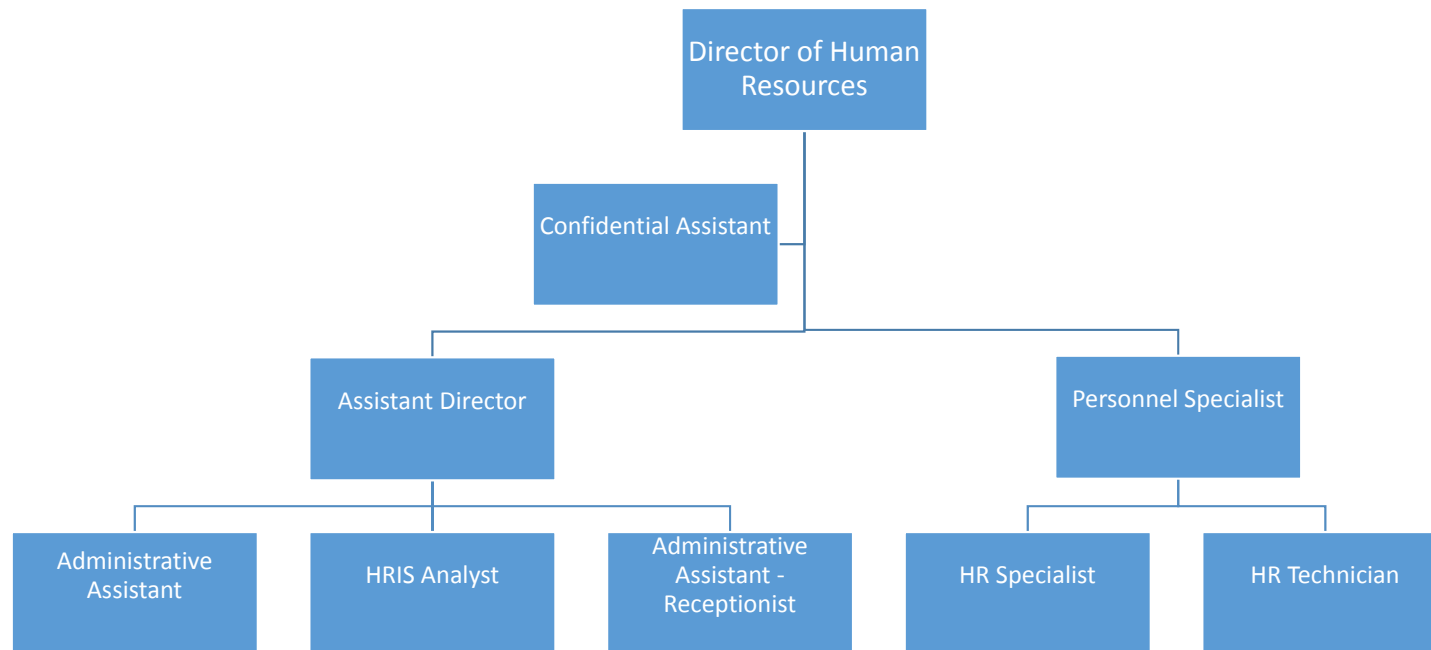 Director of Human
Resources
Confidential Assistant
Assistant Director
Personnel Specialist
Administrative
Assistant
HRIS Analyst
Administrative
Assistant -
Receptionist
HR Specialist
HR Technician